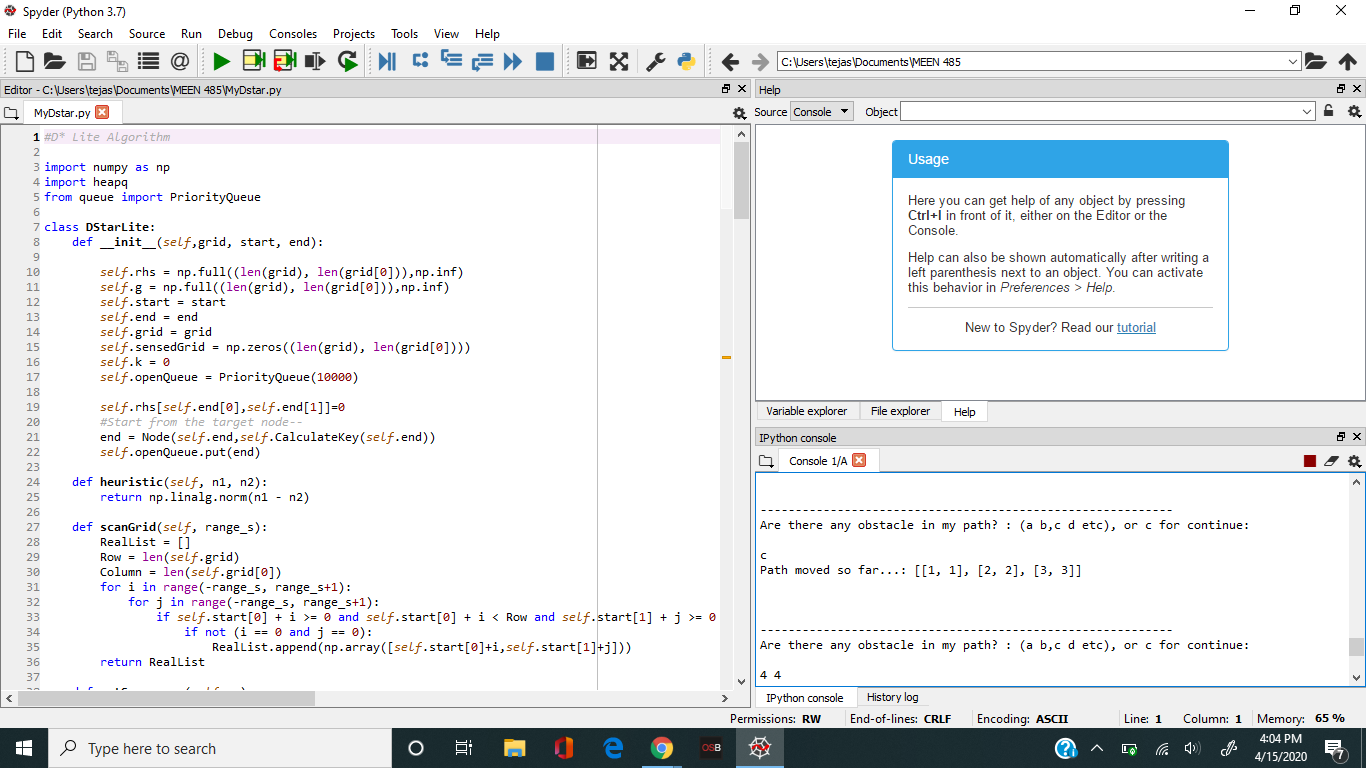 Spyder (Python 3.7)
File Edit Search Source Run Debug Consoles Projects Tools View Help
C:\Users\tejas\Documents\MEEN 485
Editor - C:\Users\tejas\Documents\MEEN 485\MyDstar.py
MyDstar.py
1 #D* Lite Algorithm
2
3 import numpy as np
4 import heapq
5 from queue import PriorityQueue
6
7 class DStarLite:
8     def __init__(self,grid, start, end):
9
10         self.rhs = np.full((len(grid), len(grid[0])),np.inf)
11         self.g = np.full((len(grid), len(grid[0])),np.inf)
12         self.start = start
13         self.end = end
14         self.grid = grid
15         self.sensedGrid = np.zeros((len(grid), len(grid[0])))
16         self.k = 0
17         self.openQueue = PriorityQueue(10000)
18
19         self.rhs[self.end[0],self.end[1]]=0
20         #Start from the target node--
21         end = Node(self.end,self.CalculateKey(self.end))
22         self.openQueue.put(end)
23
24     def heuristic(self, n1, n2):
25         return np.linalg.norm(n1 - n2)
26
27     def scanGrid(self, range_s):
28         RealList = []
29         Row = len(self.grid)
30         Column = len(self.grid[0])
31         for i in range(-range_s, range_s+1):
32             for j in range(-range_s, range_s+1):
33                 if self.start[0] + i >= 0 and self.start[0] + i < Row and self.start[1] + j >= 0
34                     if not (i == 0 and j == 0):
35                         RealList.append(np.array([self.start[0]+i,self.start[1]+j]))
36         return RealList
37
Help
Source Console Object
Usage
Here you can get help of any object by pressing
Ctrl+I in front of it, either on the Editor or the
Console.
Help can also be shown automatically after writing a
left parenthesis next to an object. You can activate
this behavior in Preferences > Help.
New to Spyder? Read our tutorial
Variable explorer File explorer Help
IPython console
Console 1/A
-----------------------------------------------------------
Are there any obstacle in my path? : (a b,c d etc), or c for continue:
c
Path moved so far...: [[1, 1], [2, 2], [3, 3]]
-----------------------------------------------------------
Are there any obstacle in my path? : (a b,c d etc), or c for continue:
4 4
IPython console History log
Permissions: RW End-of-lines: CRLF Encoding: ASCII Line: 1 Column: 1 Memory: 65 %
Type here to search
OSB
4:04 PM
4/15/2020
7